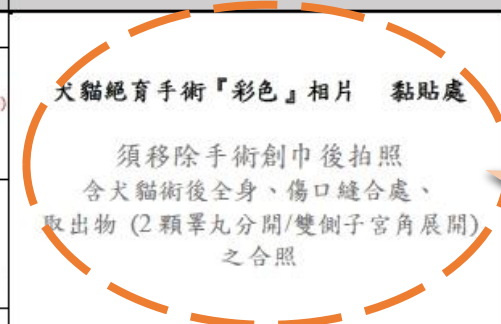 犬貓絕育手術『彩色』相片　黏貼處
須移除手術創巾後拍照
含犬貓術後全身、傷口縫合處、
取出物 (2 顆睪丸分開/雙側子宮角展開)
之合照